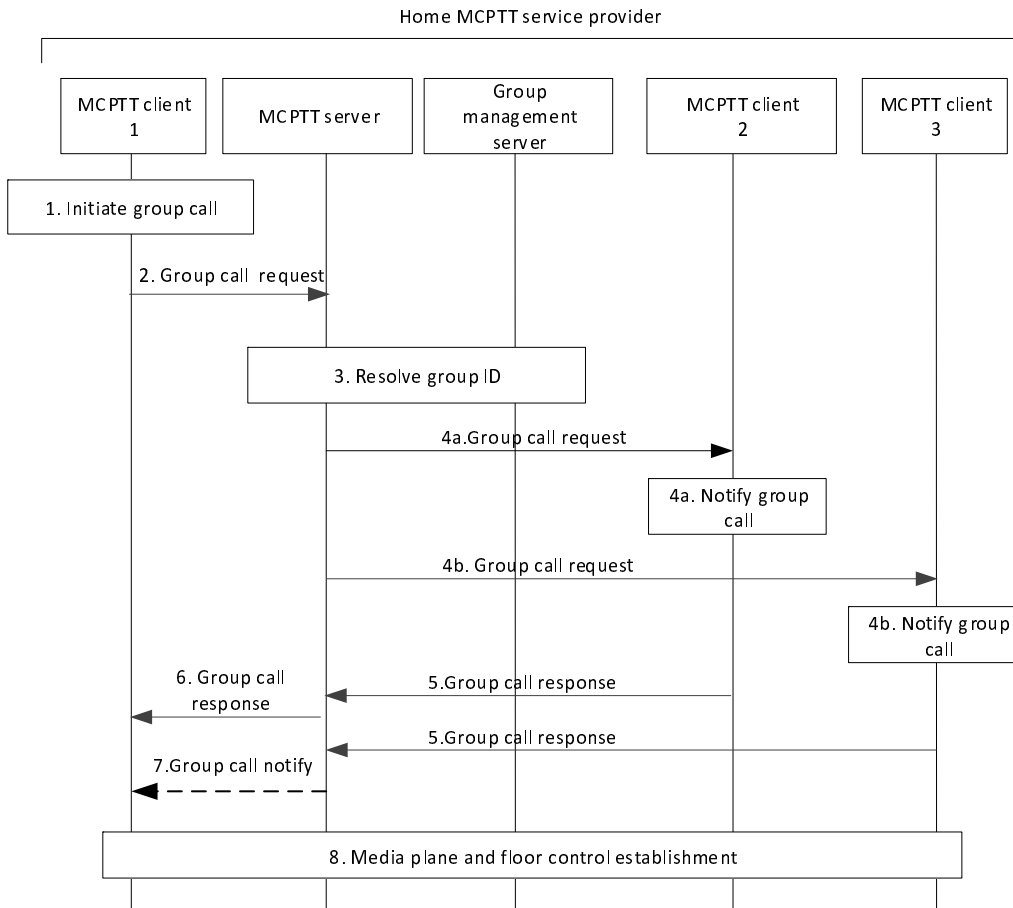 Home MCPTT service provider
MCPTT client
1
MCPTT server
Group
management
server
MCPTT client
2
MCPTT client
3
1. Initiate group call
2. Group call request
3. Resolve group ID
4a.Group call request
4a. Notify group
call
4b. Group call request
4b. Notify group
call
6. Group call
response
5.Group call response
5.Group call response
7.Group call notify
8. Media plane and floor control establishment